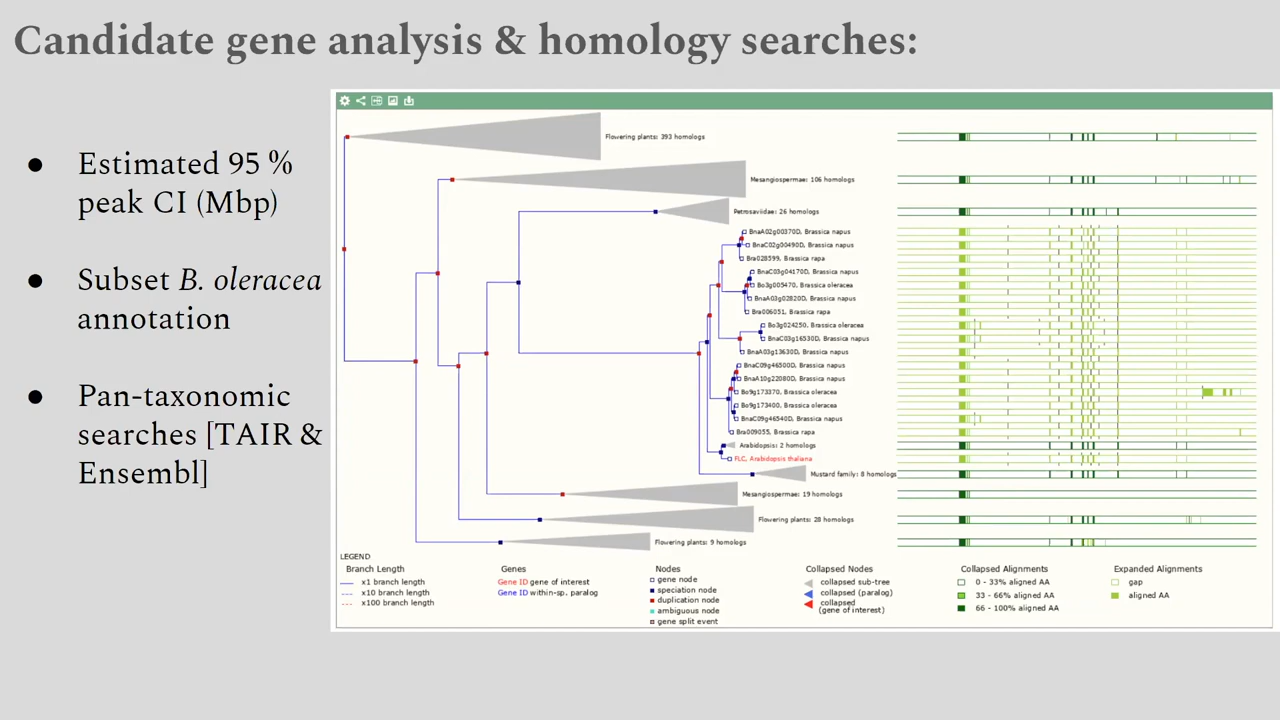 Candidate gene analysis & homology searches:
● Estimated 95 %
peak CI (Mbp)
● Subset B. oleracea
annotation
● Pan-taxonomic
searches [TAIR &
Ensembl]
Flowering plants: 393 homologs
Mesangiospermae: 106 homologs
Petrosaviidae: 26 homologs
BnaA02g00370D, Brassica napus
BnaC02g00490D, Brassica napus
Bra028599, Brassica rapa
BnaC03g04170D, Brassica napus
Bo3g005470, Brassica oleracea
BnaA03g02820D, Brassica napus
Bra006051, Brassica rapa
Bo3g024250, Brassica oleracea
BnaC03g16530D, Brassica napus
BnaA03g13630D, Brassica napus
BnaC09g46500D, Brassica napus
BnaA10g22080D, Brassica napus
Bo9g173370, Brassica oleracea
Bo9g173400, Brassica oleracea
BnaC09g46540D, Brassica napus
Bra009055, Brassica rapa
Arabidopsis: 2 homologs
FLC, Arabidopsis thaliana
Mustard family: 8 homologs
Mesangiospermae: 19 homologs
Flowering plants: 28 homologs
Flowering plants: 9 homologs
LEGEND
Branch Length
x1 branch length
x10 branch length
x100 branch length
Genes
Gene ID gene of interest
Gene ID within-sp. paralog
Nodes
gene node
speciation node
duplication node
ambiguous node
gene split event
Collapsed Nodes
collapsed sub-tree
collapsed (paralog)
collapsed
(gene of interest)
Collapsed Alignments
0 - 33% aligned AA
33 - 66% aligned AA
66 - 100% aligned AA
Expanded Alignments
gap
aligned AA